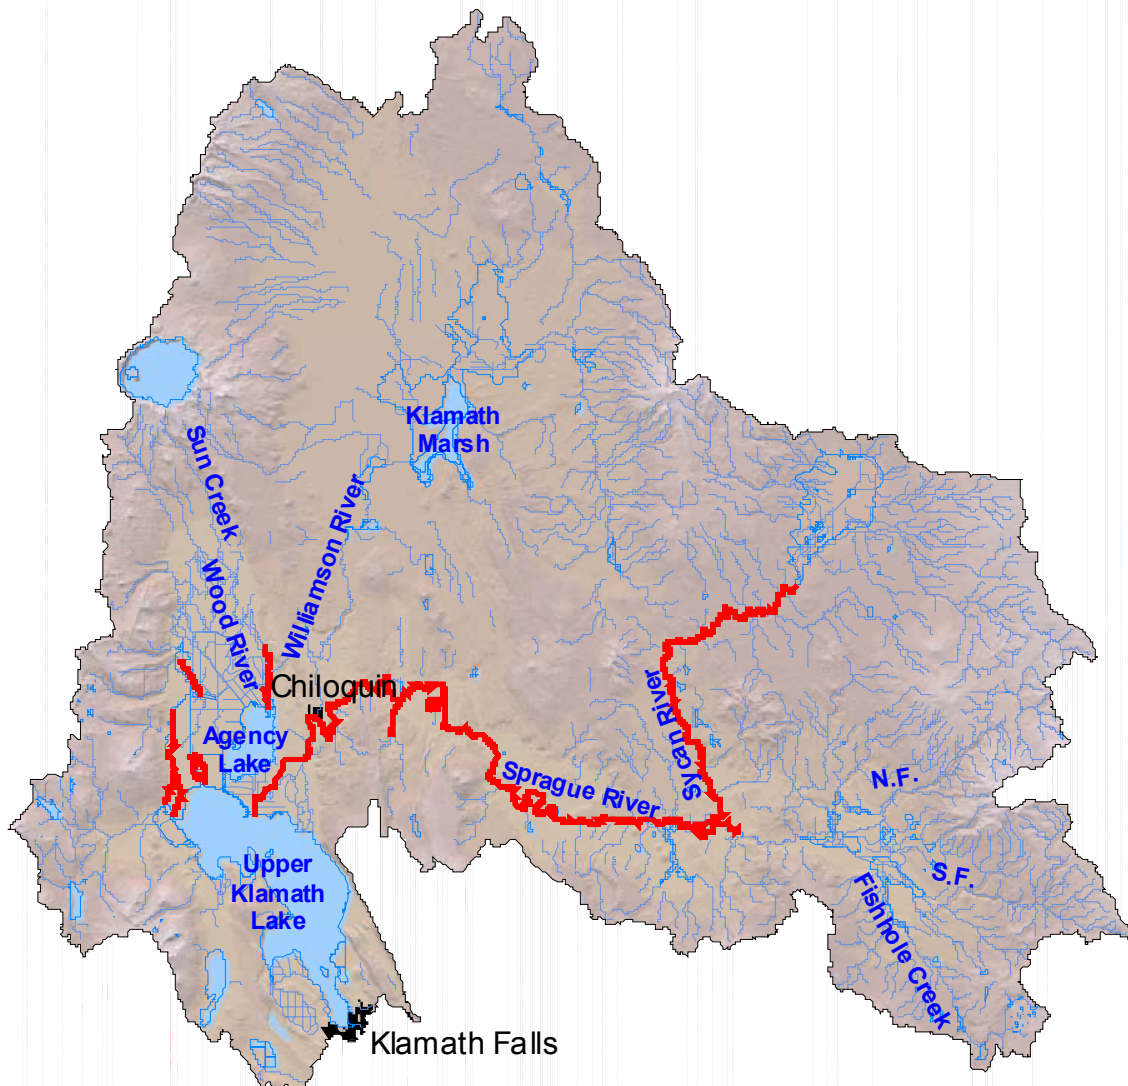 Klamath
Marsh
Sun Creek
Williamson River
Wood River
Chiloquin
Sycan River
Agency
Lake
Sprague River
N.F.
Upper
Klamath
Lake
S.F.
Fishhole Creek
Klamath Falls